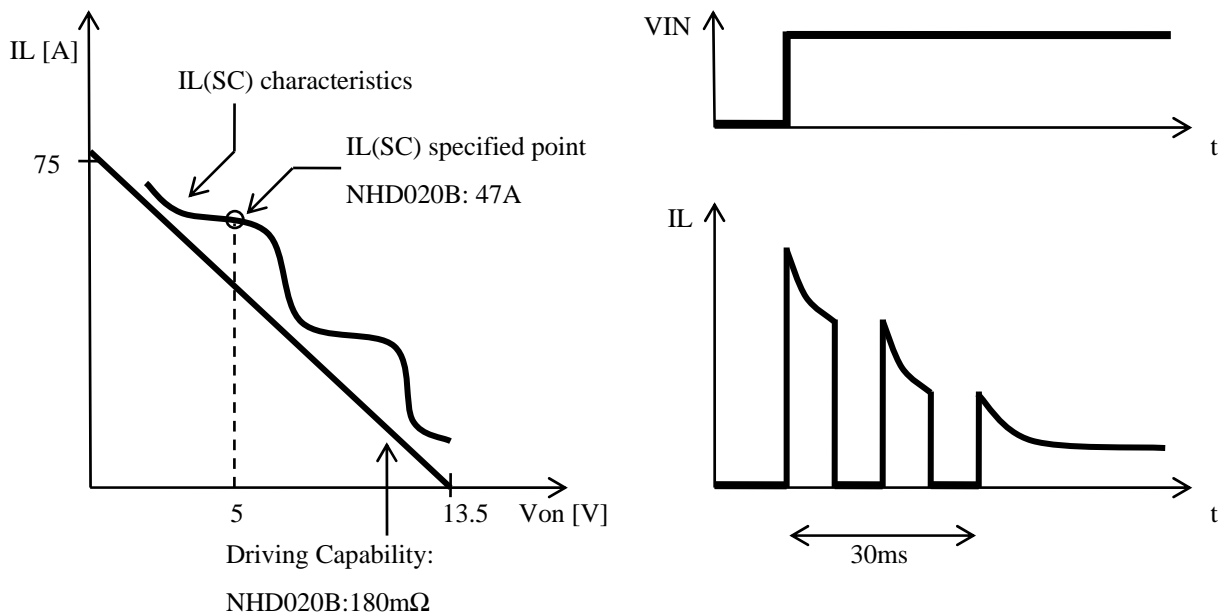 IL [A]
IL(SC) characteristics
IL(SC) specified point
NHD020B: 47A
75
5
13.5
Von [V]
Driving Capability:
NHD020B:180mΩ
VIN
t
IL
t
30ms